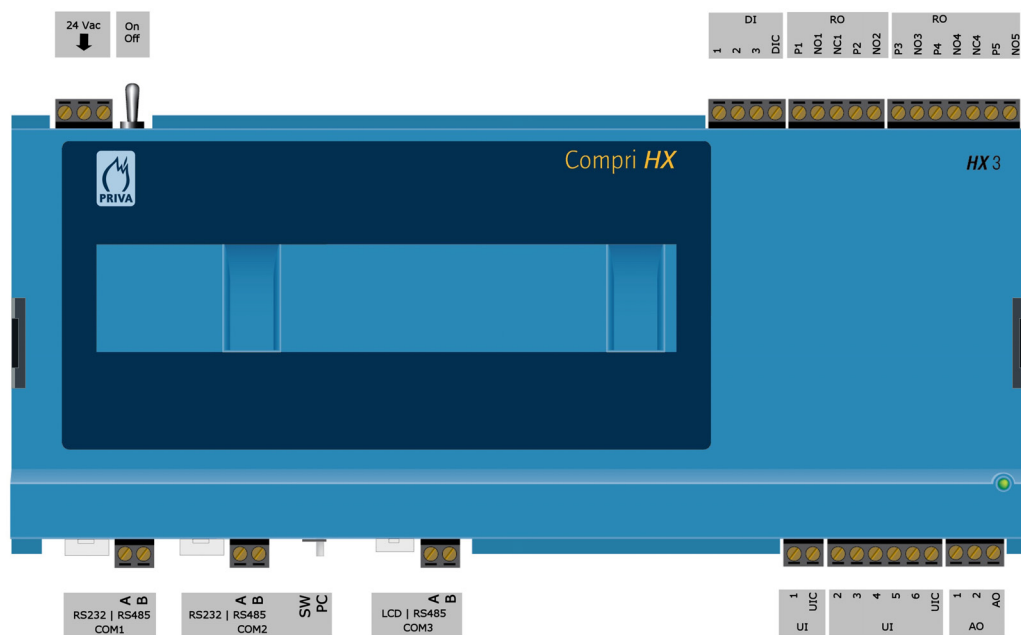 24 Vac
On
Off
DI
RO
RO
1
2
3
DIC
P1
NO1
NC1
P2
NO2
P3
NO3
P4
NO4
NC4
P5
NO5
Compri HX
HX 3
PRIVA
A
B
RS232 | RS485
COM1
A
B
SW
PC
RS232 | RS485
COM2
A
B
LCD | RS485
COM3
1
UIC
UI
2
3
4
5
6
UIC
UI
1
2
AO
AO